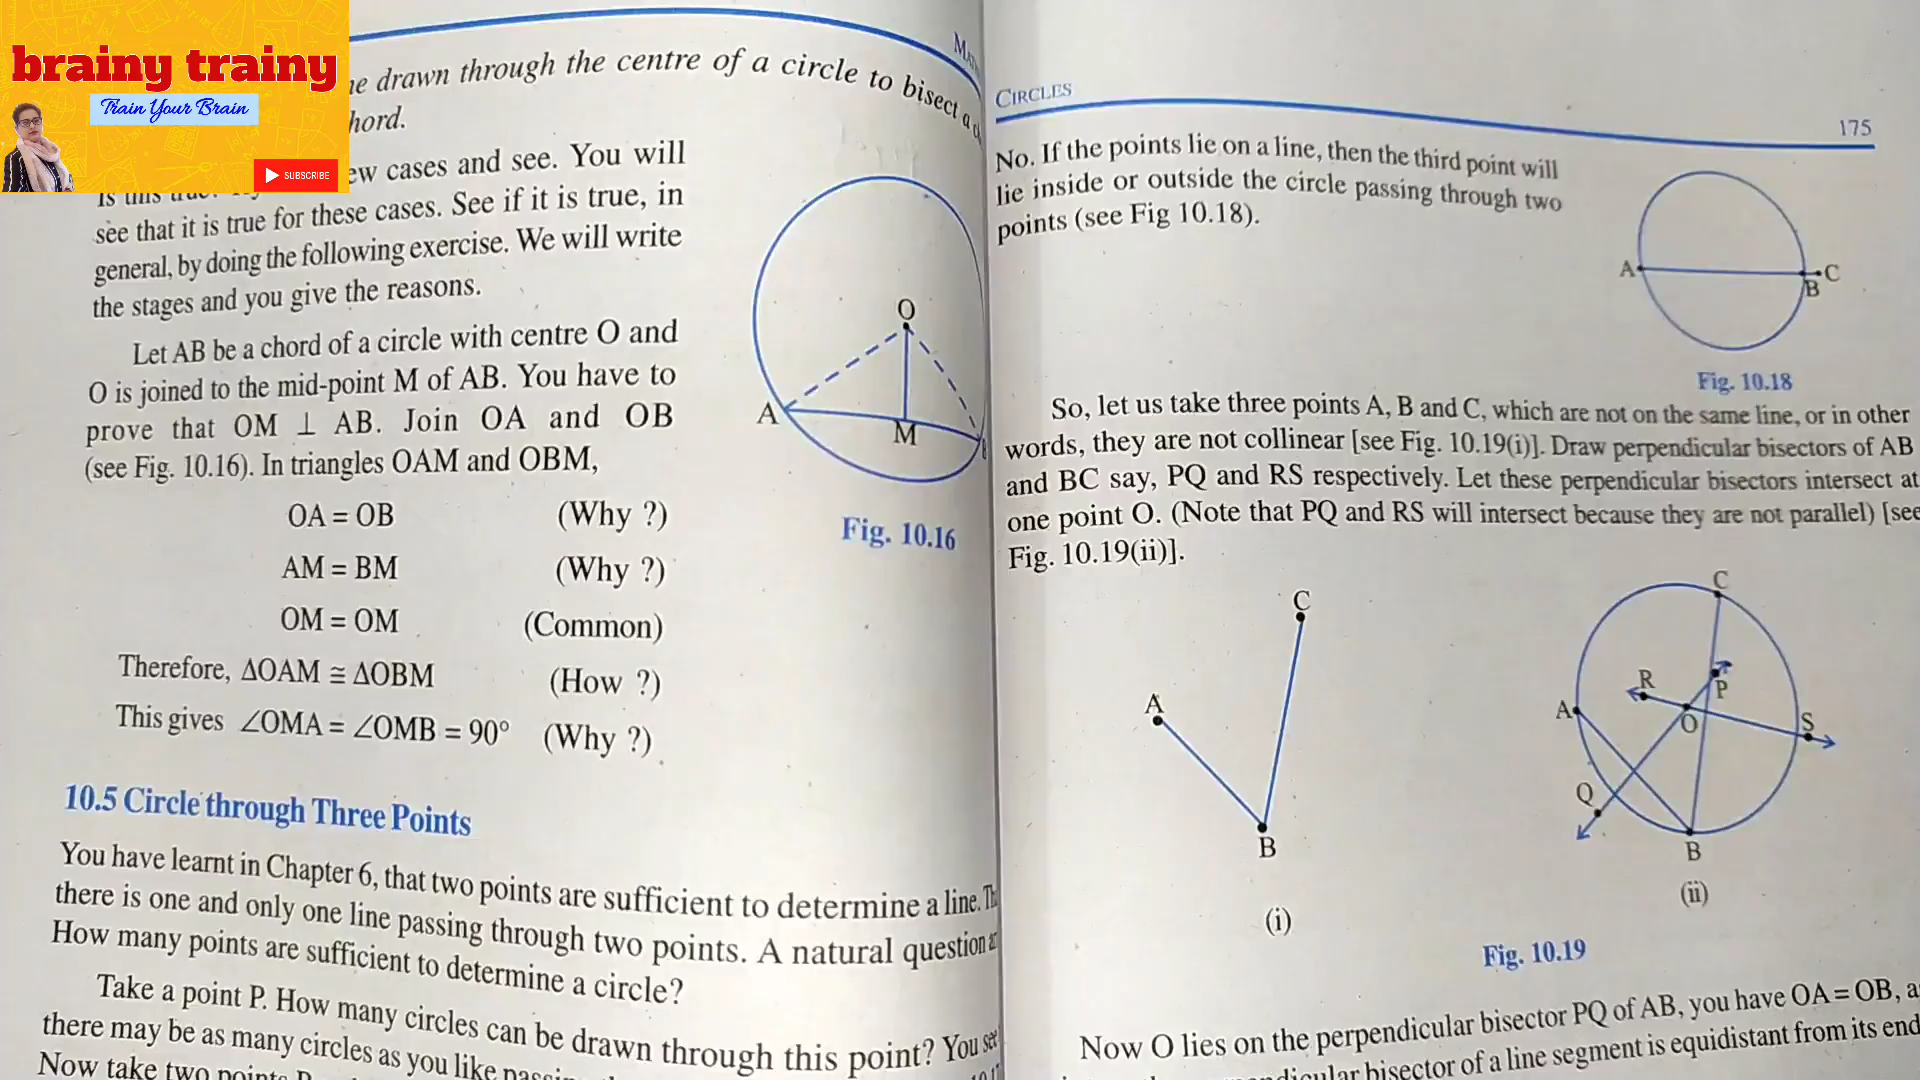 brainy trainy
Train Your Brain
SUBSCRIBE
drawn through the centre of a circle to bisect a
hord.
ew cases and see. You will
see that it is true for these cases. See if it is true, in
general, by doing the following exercise. We will write
the stages and you give the reasons.
Let AB be a chord of a circle with centre O and
O is joined to the mid-point M of AB. You have to
prove that OM ⊥ AB. Join OA and OB
(see Fig. 10.16). In triangles OAM and OBM,
OA = OB (Why ?)
AM = BM (Why ?)
OM = OM (Common)
Therefore, ΔOAM ≅ ΔOBM (How ?)
This gives ∠OMA = ∠OMB = 90° (Why ?)
O
A
M
Fig. 10.16
10.5 Circle through Three Points
You have learnt in Chapter 6, that two points are sufficient to determine a line.
there is one and only one line passing through two points. A natural question
How many points are sufficient to determine a circle?
Take a point P. How many circles can be drawn through this point? You see
there may be as many circles as you like
Now take two points
CIRCLES
175
No. If the points lie on a line, then the third point will
lie inside or outside the circle passing through two
points (see Fig 10.18).
A
C
B
Fig. 10.18
So, let us take three points A, B and C, which are not on the same line, or in other
words, they are not collinear [see Fig. 10.19(i)]. Draw perpendicular bisectors of AB
and BC say, PQ and RS respectively. Let these perpendicular bisectors intersect at
one point O. (Note that PQ and RS will intersect because they are not parallel) [see
Fig. 10.19(ii)].
C
A
B
(i)
C
R
P
A
O
S
Q
B
(ii)
Fig. 10.19
Now O lies on the perpendicular bisector PQ of AB, you have OA = OB, a
bisector of a line segment is equidistant from its end